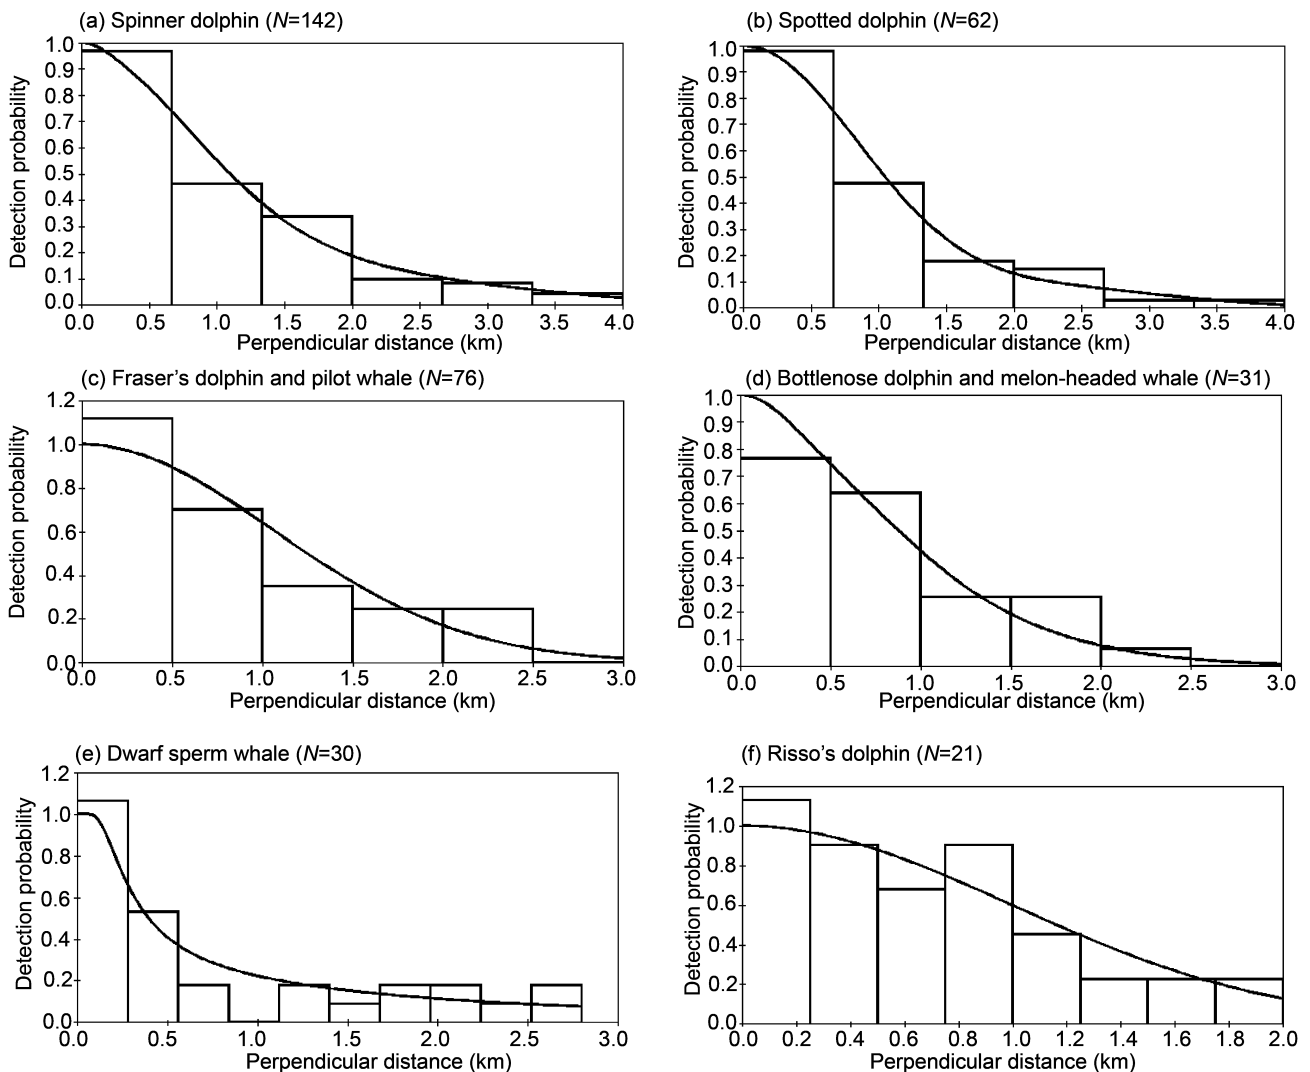 (a) Spinner dolphin (N=142)
1.0
0.9
0.8
0.7
0.6
0.5
0.4
0.3
0.2
0.1
0.0
Detection probability
0.0 0.5 1.0 1.5 2.0 2.5 3.0 3.5 4.0
Perpendicular distance (km)
(b) Spotted dolphin (N=62)
1.0
0.9
0.8
0.7
0.6
0.5
0.4
0.3
0.2
0.1
0.0
Detection probability
0.0 0.5 1.0 1.5 2.0 2.5 3.0 3.5 4.0
Perpendicular distance (km)
(c) Fraser's dolphin and pilot whale (N=76)
1.2
1.0
0.8
0.6
0.4
0.2
0.0
Detection probability
0.0 0.5 1.0 1.5 2.0 2.5 3.0
Perpendicular distance (km)
(d) Bottlenose dolphin and melon-headed whale (N=31)
1.0
0.9
0.8
0.7
0.6
0.5
0.4
0.3
0.2
0.1
0.0
Detection probability
0.0 0.5 1.0 1.5 2.0 2.5 3.0
Perpendicular distance (km)
(e) Dwarf sperm whale (N=30)
1.2
1.0
0.8
0.6
0.4
0.2
0.0
Detection probability
0.0 0.5 1.0 1.5 2.0 2.5 3.0
Perpendicular distance (km)
(f) Risso's dolphin (N=21)
1.2
1.0
0.8
0.6
0.4
0.2
0.0
Detection probability
0.0 0.2 0.4 0.6 0.8 1.0 1.2 1.4 1.6 1.8 2.0
Perpendicular distance (km)